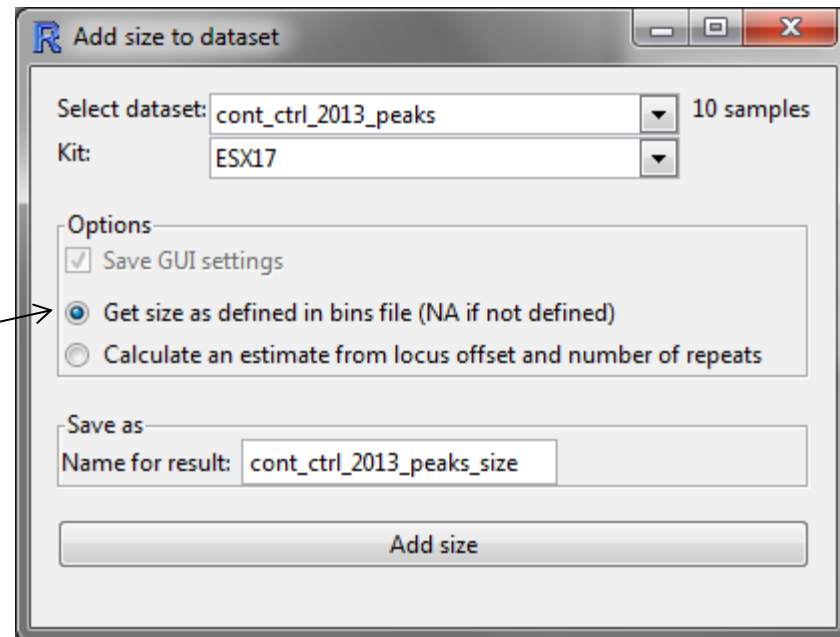 Add size to dataset
Select dataset: cont_ctrl_2013_peaks 10 samples
Kit: ESX17
Options
Save GUI settings
Get size as defined in bins file (NA if not defined)
Calculate an estimate from locus offset and number of repeats
Save as
Name for result: cont_ctrl_2013_peaks_size
Add size